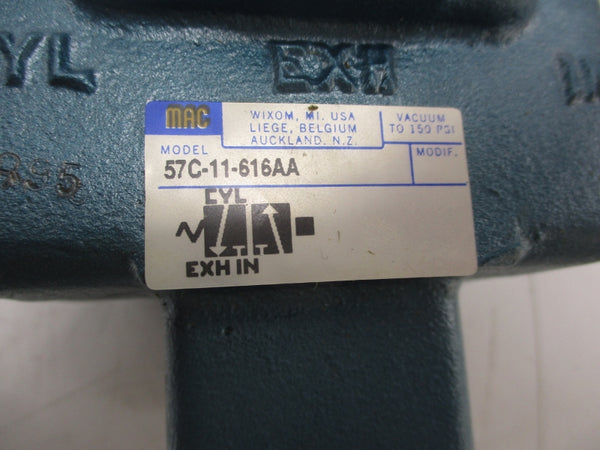 YL
EXH
MAC
WIXOM, MI. USA
LIEGE, BELGIUM
AUCKLAND. N.Z.
VACUUM
TO 150 PSI
MODEL
57C-11-616AA
MODIF.
CYL
EXH IN